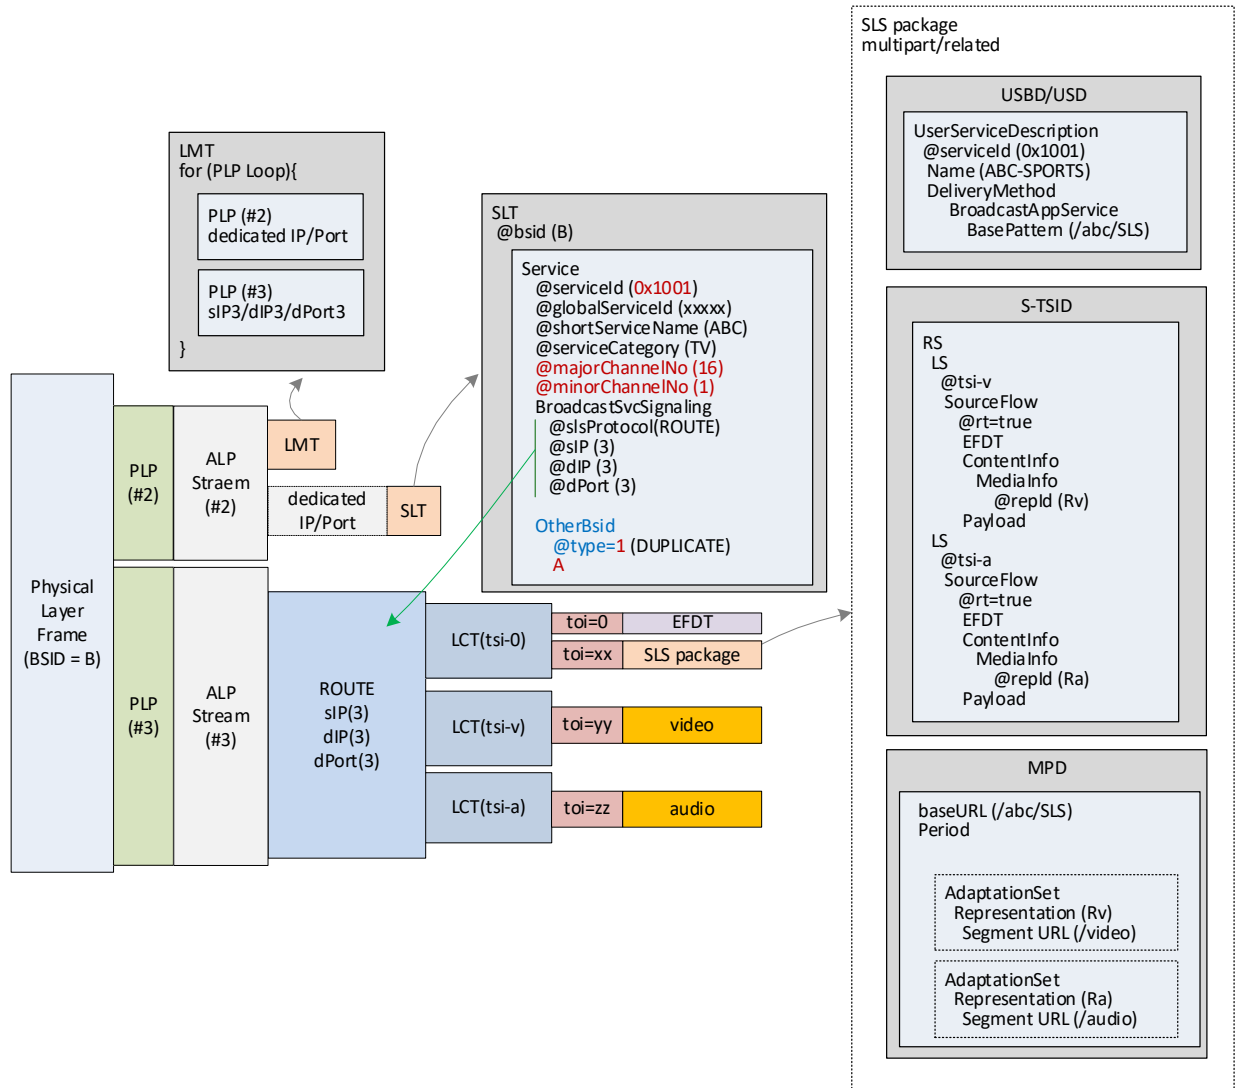 SLS package
multipart/related
USBD/USD
UserServiceDescription
@serviceId (0x1001)
Name (ABC-SPORTS)
DeliveryMethod
BroadcastAppService
BasePattern (/abc/SLS)
S-TSID
RS
LS
@tsi-v
SourceFlow
@rt=true
EFDT
ContentInfo
MediaInfo
@repId (Rv)
Payload
LS
@tsi-a
SourceFlow
@rt=true
EFDT
ContentInfo
MediaInfo
@repId (Ra)
Payload
MPD
baseURL (/abc/SLS)
Period
AdaptationSet
Representation (Rv)
Segment URL (/video)
AdaptationSet
Representation (Ra)
Segment URL (/audio)
LMT
for (PLP Loop){
PLP (#2)
dedicated IP/Port
PLP (#3)
sIP3/dIP3/dPort3
}
SLT
@bsid (B)
Service
@serviceId (0x1001)
@globalServiceId (xxxxx)
@shortServiceName (ABC)
@serviceCategory (TV)
@majorChannelNo (16)
@minorChannelNo (1)
BroadcastSvcSignaling
@slsProtocol(ROUTE)
@sIP (3)
@dIP (3)
@dPort (3)
OtherBsid
@type=1 (DUPLICATE)
A
Physical
Layer
Frame
(BSID = B)
PLP
(#2)
ALP
Straem
(#2)
LMT
dedicated
IP/Port
SLT
PLP
(#3)
ALP
Stream
(#3)
ROUTE
sIP(3)
dIP(3)
dPort(3)
LCT(tsi-0)
toi=0
EFDT
toi=xx
SLS package
LCT(tsi-v)
toi=yy
video
LCT(tsi-a)
toi=zz
audio